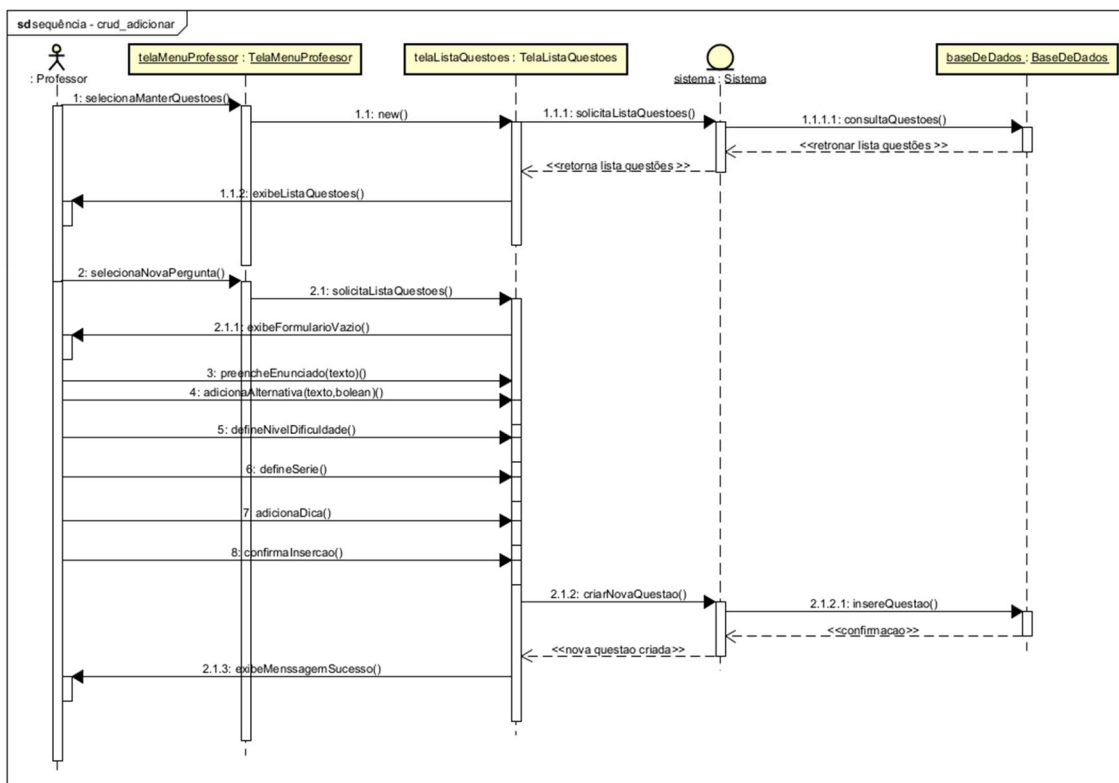 sd sequência - crud_adicionar
: Professor
telaMenuProfessor : TelaMenuProfeesor
telaListaQuestoes : TelaListaQuestoes
sistema : Sistema
baseDeDados : BaseDeDados
1: selecionaManterQuestoes()
1.1: new()
1.1.1: solicitaListaQuestoes()
1.1.1.1: consultaQuestoes()
<<retronar lista questões >>
<<retorna lista questões >>
1.1.2: exibeListaQuestoes()
2: selecionaNovaPergunta()
2.1: solicitaListaQuestoes()
2.1.1: exibeFormularioVazio()
3: preencheEnunciado(texto)()
4: adicionaAlternativa(texto,bolean)()
5: defineNivelDificuldade()
6: defineSerie()
7: adicionaDica()
8: confirmaInsercao()
2.1.2: criarNovaQuestao()
2.1.2.1: insereQuestao()
<<confirmacao>>
<<nova questao criada>>
2.1.3: exibeMenssagemSucesso()